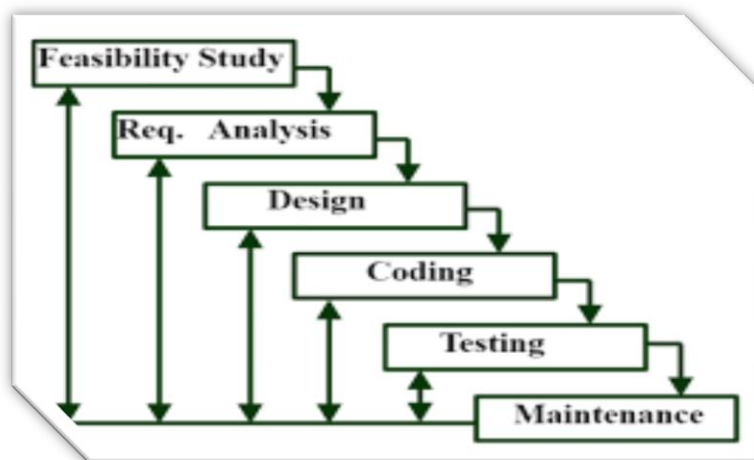 Feasibility Study
Req. Analysis
Design
Coding
Testing
Maintenance